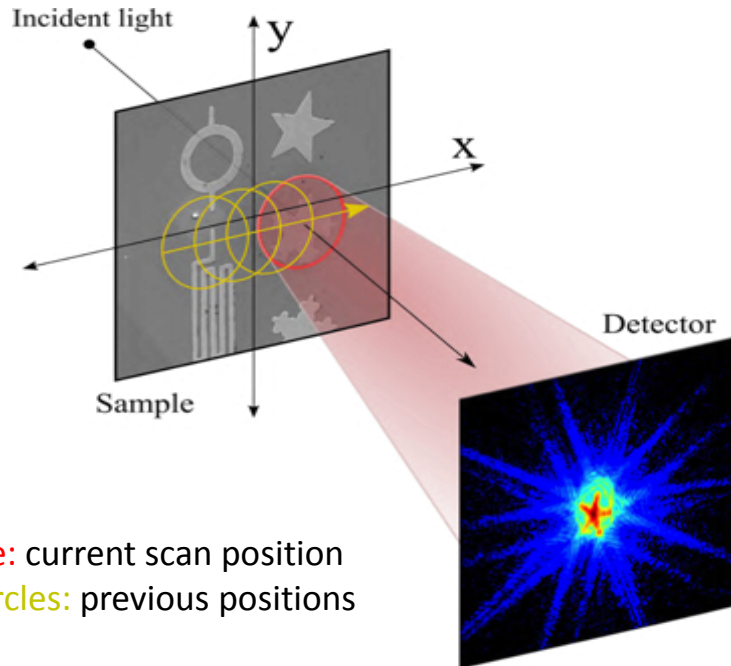 Incident light
y
x
Detector
Sample
e: current scan position
rcles: previous positions